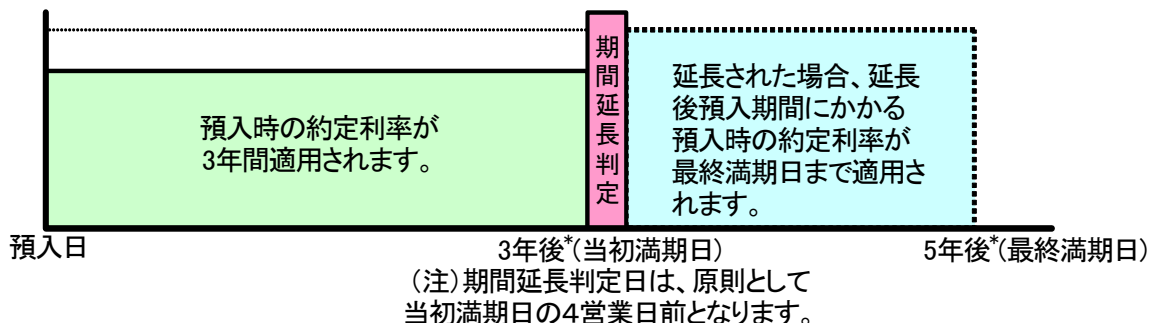 預入時の約定利率が
3年間適用されます。
期間延長判定
延長された場合、延長
後預入期間にかかる
預入時の約定利率が
最終満期日まで適用さ
れます。
預入日
3年後*(当初満期日)
5年後*(最終満期日)
(注)期間延長判定日は、原則として
当初満期日の4営業日前となります。